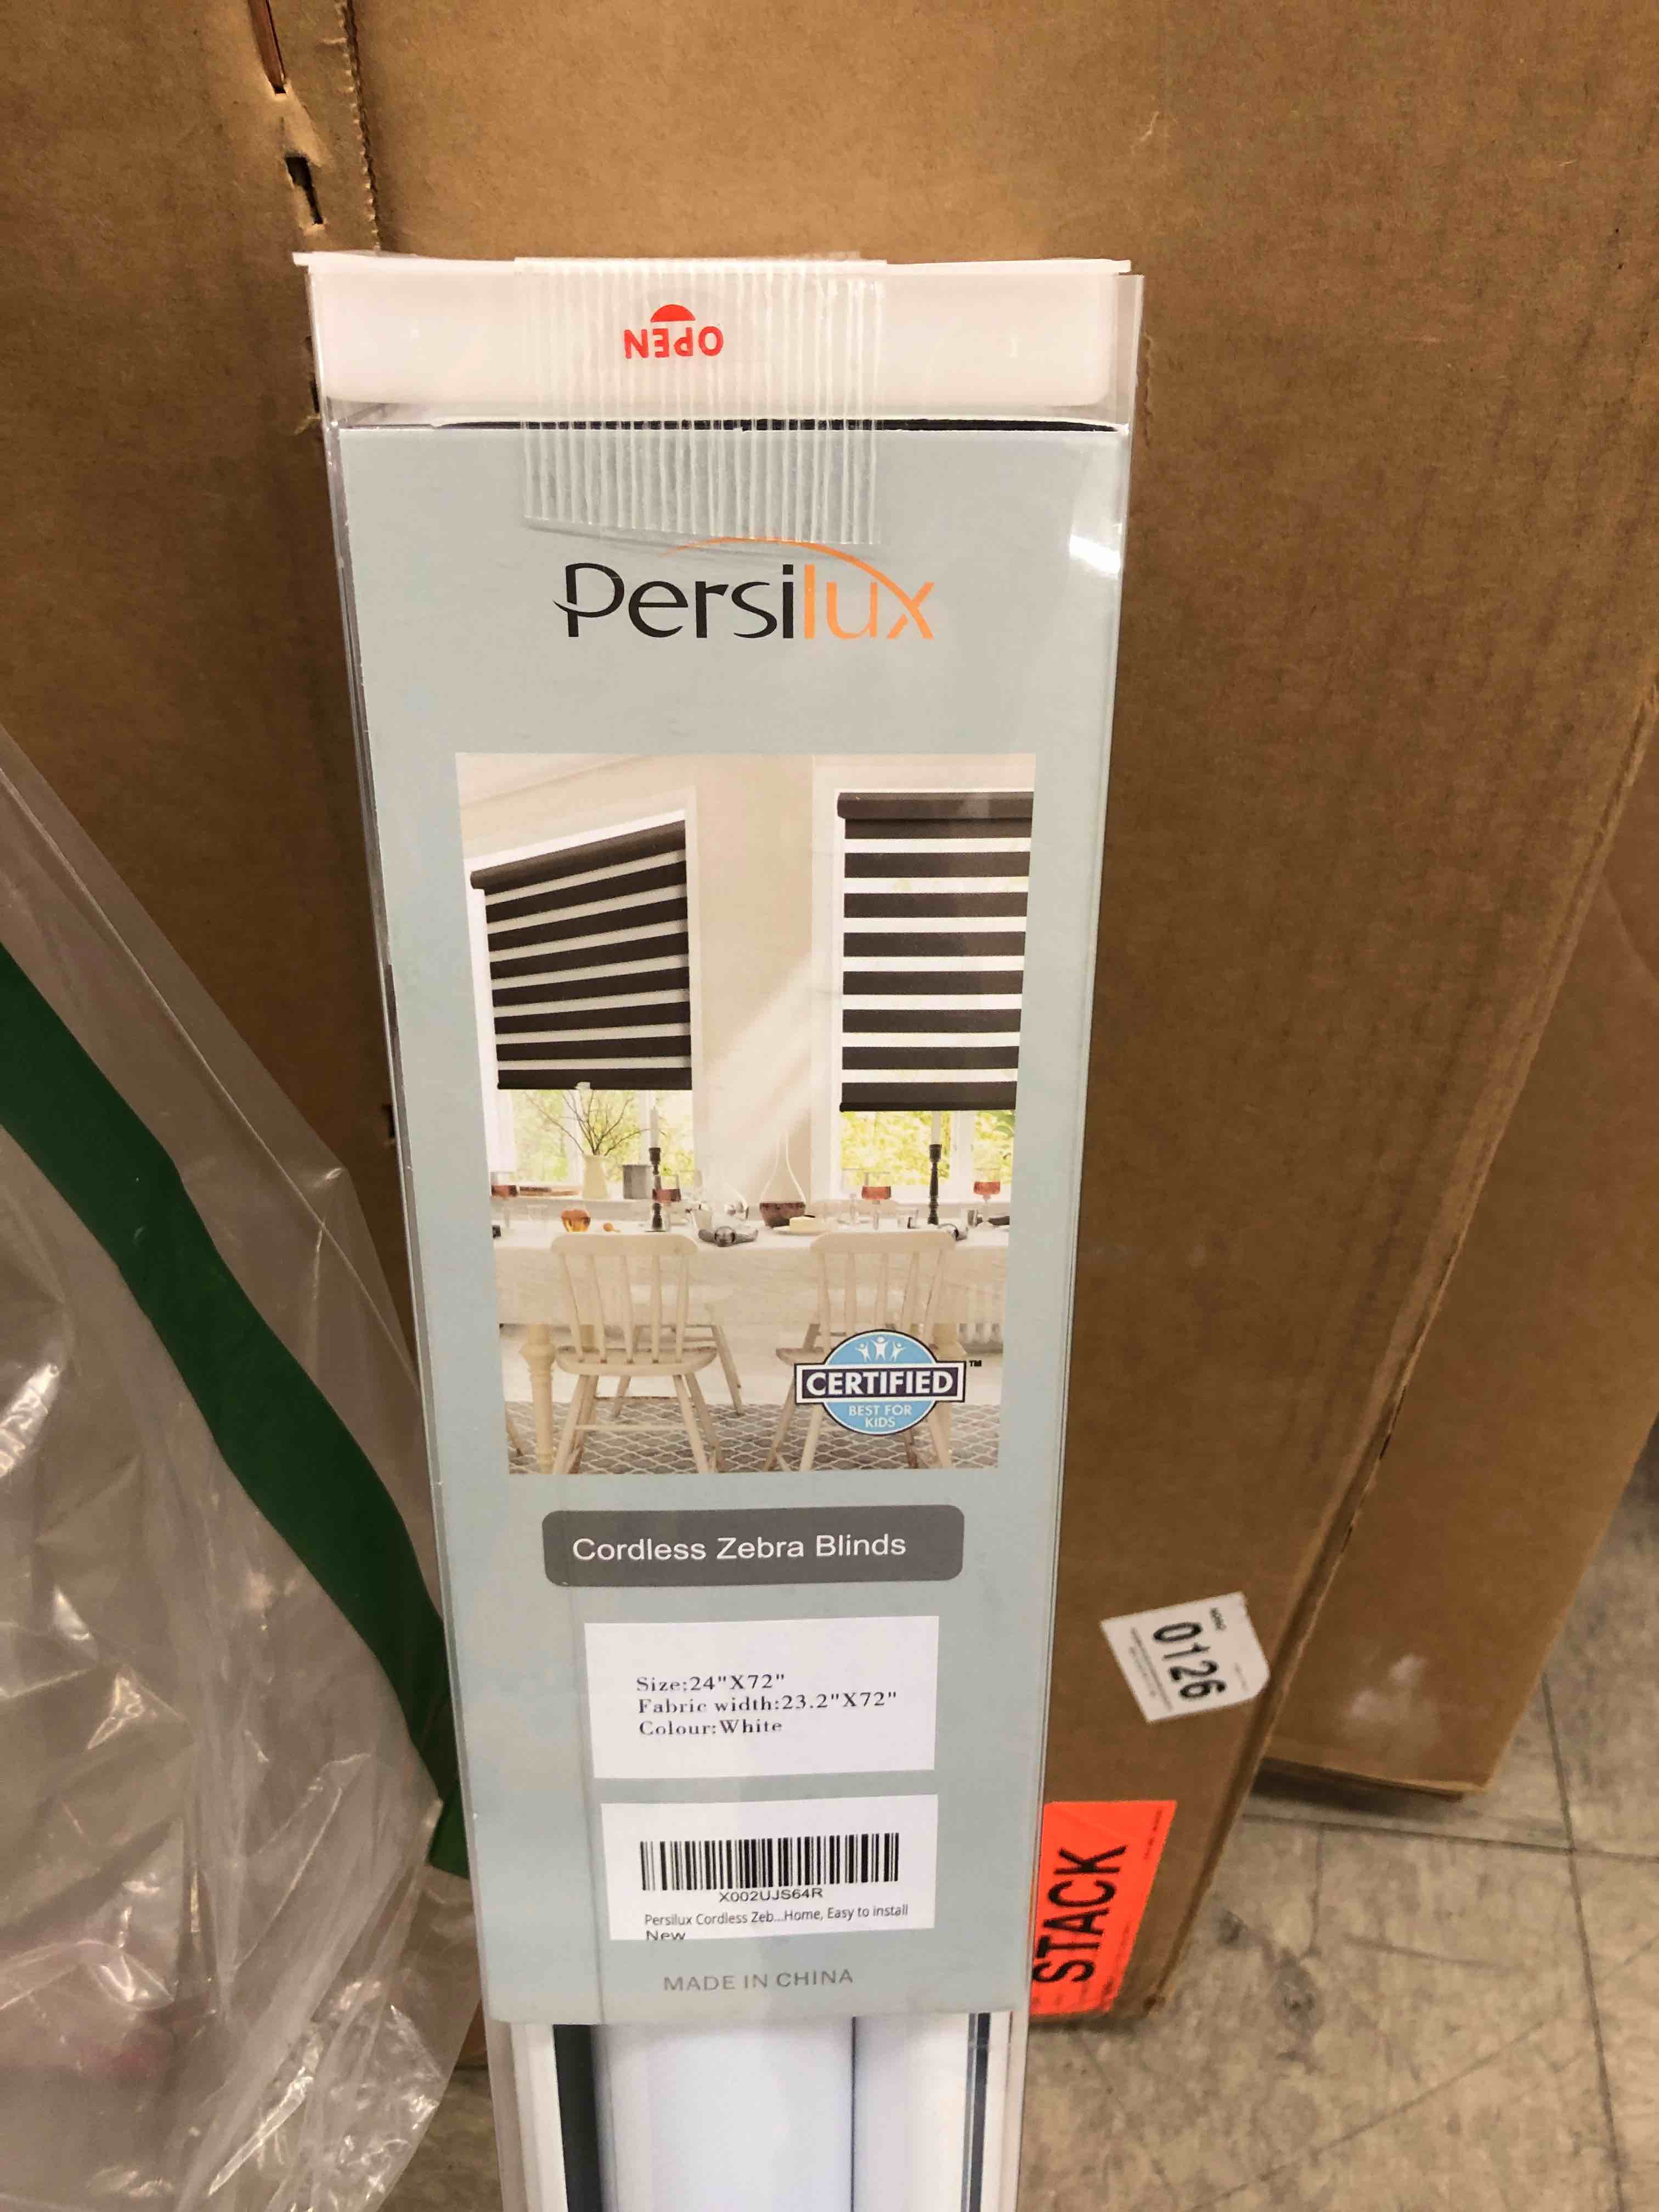 OPEN
Persilux
CERTIFIED™
BEST FOR
KIDS
Cordless Zebra Blinds
Size:24"X72"
Fabric width:23.2"X72"
Colour:White
X002UJS64R
Persilux Cordless Zeb...Home, Easy to install
New
MADE IN CHINA
0126
STACK